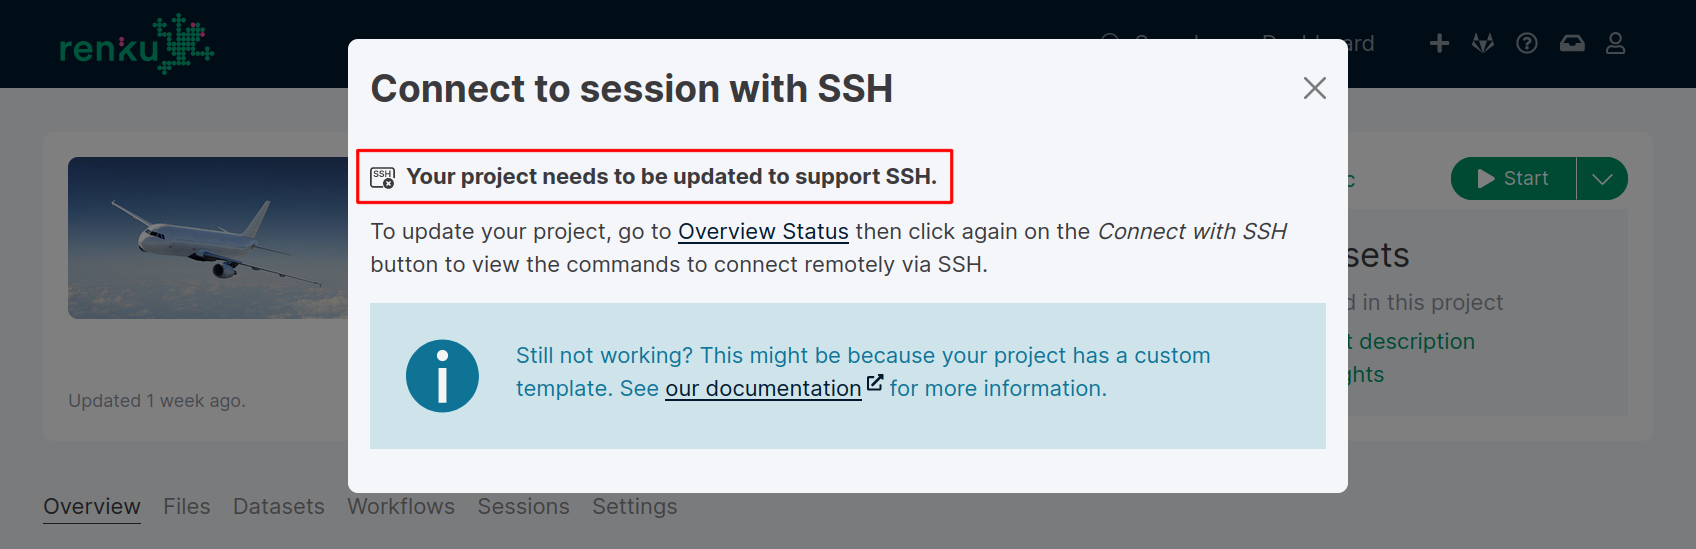 renku
Connect to session with SSH
SSH
Your project needs to be updated to support SSH.
To update your project, go to Overview Status then click again on the Connect with SSH
button to view the commands to connect remotely via SSH.
Still not working? This might be because your project has a custom
template. See our documentation for more information.
Start
in this project
description
Updated 1 week ago.
Overview Files Datasets Workflows Sessions Settings